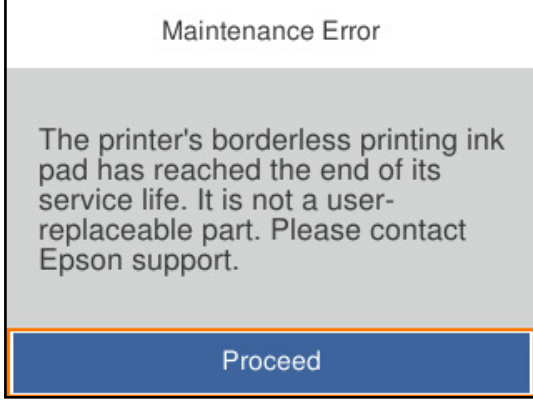 Maintenance Error
The printer's borderless printing ink
pad has reached the end of its
service life. It is not a user-
replaceable part. Please contact
Epson support.
Proceed